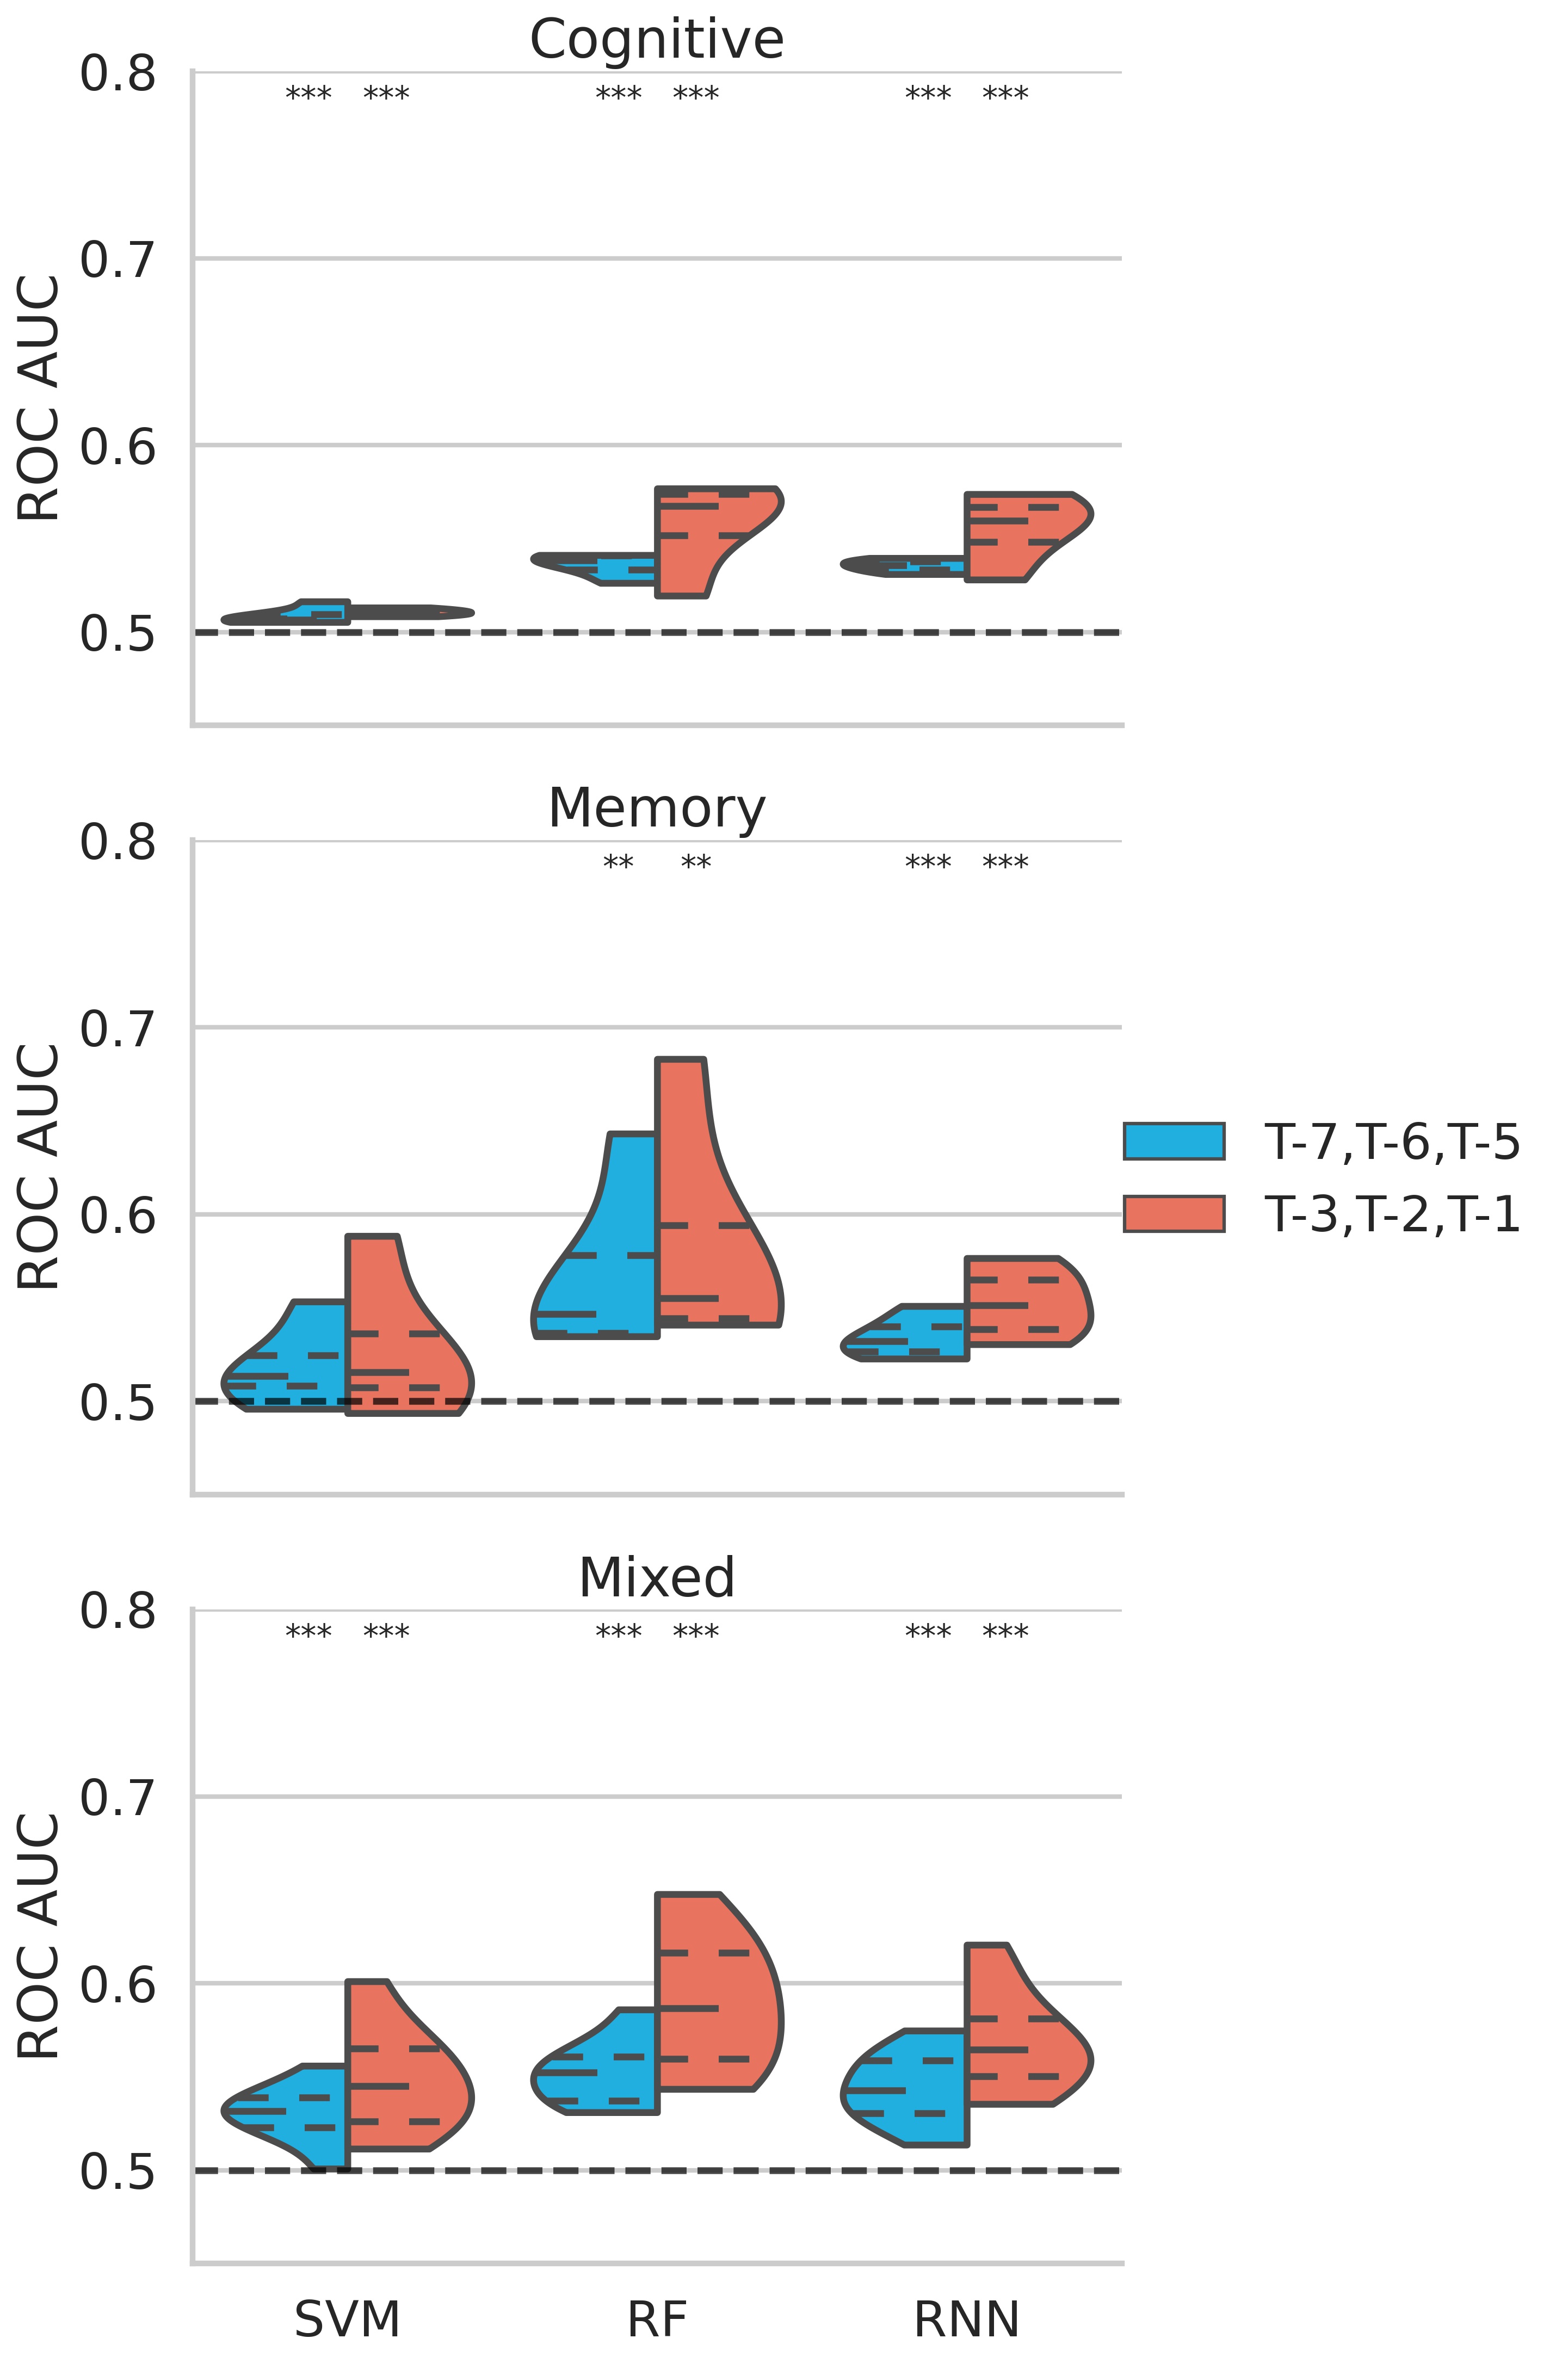 Cognitive
0.8
*** *** *** *** *** ***
0.7
0.6
0.5
ROC AUC
Memory
0.8
** ** *** ***
0.7
0.6
0.5
ROC AUC
T-7,T-6,T-5
T-3,T-2,T-1
Mixed
0.8
*** *** *** *** *** ***
0.7
0.6
0.5
ROC AUC
SVM RF RNN